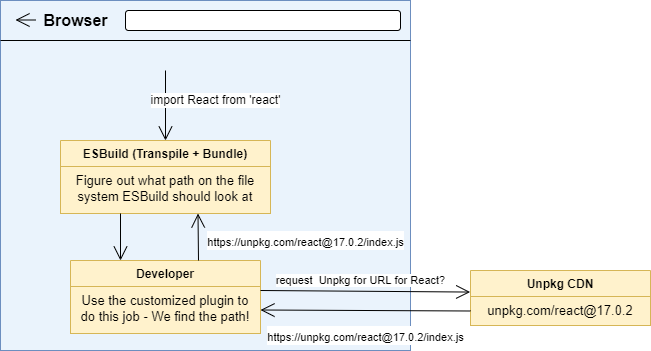 Browser
import React from 'react'
ESBuild (Transpile + Bundle)
Figure out what path on the file
system ESBuild should look at
https://unpkg.com/react@17.0.2/index.js
Developer
Use the customized plugin to
do this job - We find the path!
request Unpkg for URL for React?
Unpkg CDN
unpkg.com/react@17.0.2
https://unpkg.com/react@17.0.2/index.js